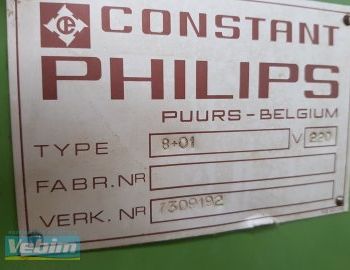 CONSTANT
PHILIPS
PUURS-BELGIUM
TYPE 8+01 V 220
FABR.NR
VERK. NR 7309192
Vebim